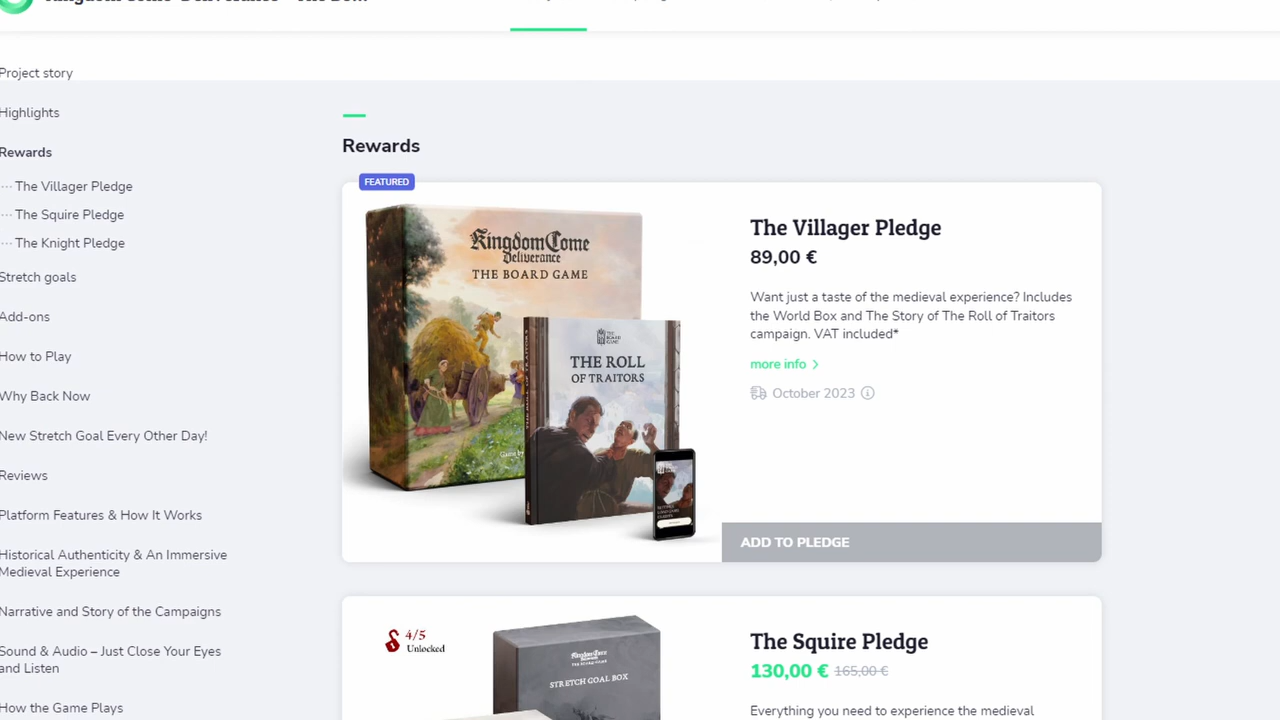 Project story
Highlights
Rewards
The Villager Pledge
The Squire Pledge
The Knight Pledge
Stretch goals
Add-ons
How to Play
Why Back Now
New Stretch Goal Every Other Day!
Reviews
Platform Features & How It Works
Historical Authenticity & An Immersive
Medieval Experience
Narrative and Story of the Campaigns
Sound & Audio – Just Close Your Eyes
and Listen
How the Game Plays
Rewards
FEATURED
Kingdom Come
Deliverance
THE BOARD GAME
Game by
THE ROLL
OF TRAITORS
The Villager Pledge
89,00 €
Want just a taste of the medieval experience? Includes
the World Box and The Story of The Roll of Traitors
campaign. VAT included*
more info
October 2023
ADD TO PLEDGE
4/5
Unlocked
Kingdom Come
STRETCH GOAL BOX
The Squire Pledge
130,00 € 165,00 €
Everything you need to experience the medieval